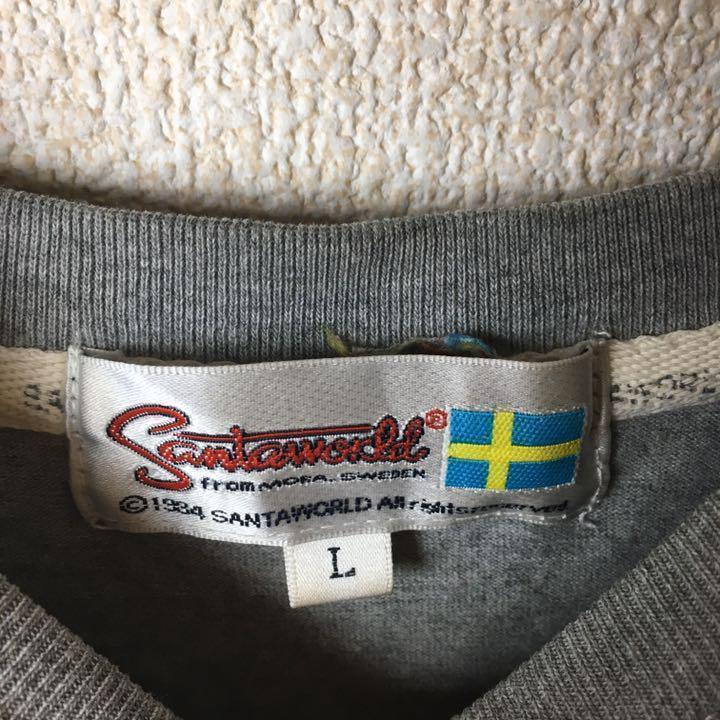 Santaworld®
from MORA, SWEDEN
©1984 SANTAWORLD All rights reserved
L